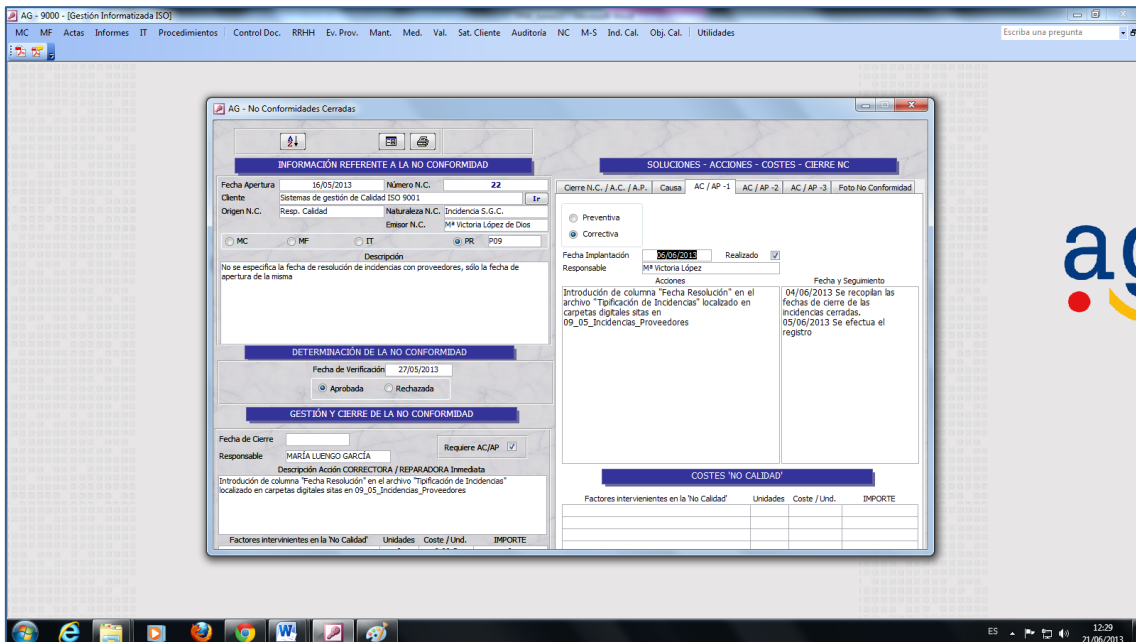 AG - 9000 - [Gestión Informatizada ISO]
MC MF Actas Informes IT Procedimientos Control Doc. RRHH Ev. Prov. Mant. Med. Val. Sat. Cliente Auditoría NC M-S Ind. Cal. Obj. Cal. Utilidades
Escriba una pregunta
AG - No Conformidades Cerradas
INFORMACIÓN REFERENTE A LA NO CONFORMIDAD
Fecha Apertura 16/05/2013 Número N.C. 22
Cliente Sistemas de gestión de Calidad ISO 9001 Ir
Origen N.C. Resp. Calidad Naturaleza N.C. Incidencia S.G.C.
Emisor N.C. Mª Victoria López de Dios
MC MF IT PR P09
Descripción
No se especifica la fecha de resolución de incidencias con proveedores, sólo la fecha de
apertura de la misma
DETERMINACIÓN DE LA NO CONFORMIDAD
Fecha de Verificación 27/05/2013
Aprobada Rechazada
GESTIÓN Y CIERRE DE LA NO CONFORMIDAD
Fecha de Cierre
Requiere AC/AP
Responsable MARÍA LUENGO GARCÍA
Descripción Acción CORRECTORA / REPARADORA Inmediata
Introdución de columna "Fecha Resolución" en el archivo "Tipificación de Incidencias"
localizado en carpetas digitales sitas en 09_05_Incidencias_Proveedores
Factores intervinientes en la 'No Calidad' Unidades Coste / Und. IMPORTE
SOLUCIONES - ACCIONES - COSTES - CIERRE NC
Cierre N.C. / A.C. / A.P. Causa AC / AP -1 AC / AP -2 AC / AP -3 Foto No Conformidad
Preventiva
Correctiva
Fecha Implantación 06/06/2013 Realizado
Responsable Mª Victoria López
Acciones
Introdución de columna "Fecha Resolución" en el
archivo "Tipificación de Incidencias" localizado en
carpetas digitales sitas en
09_05_Incidencias_Proveedores
Fecha y Seguimiento
04/06/2013 Se recopilan las
fechas de cierre de las
incidencias cerradas.
05/06/2013 Se efectua el
registro
COSTES 'NO CALIDAD'
Factores intervienientes en la 'No Calidad' Unidades Coste / Und. IMPORTE
ag
ES
12:29
21/06/2013